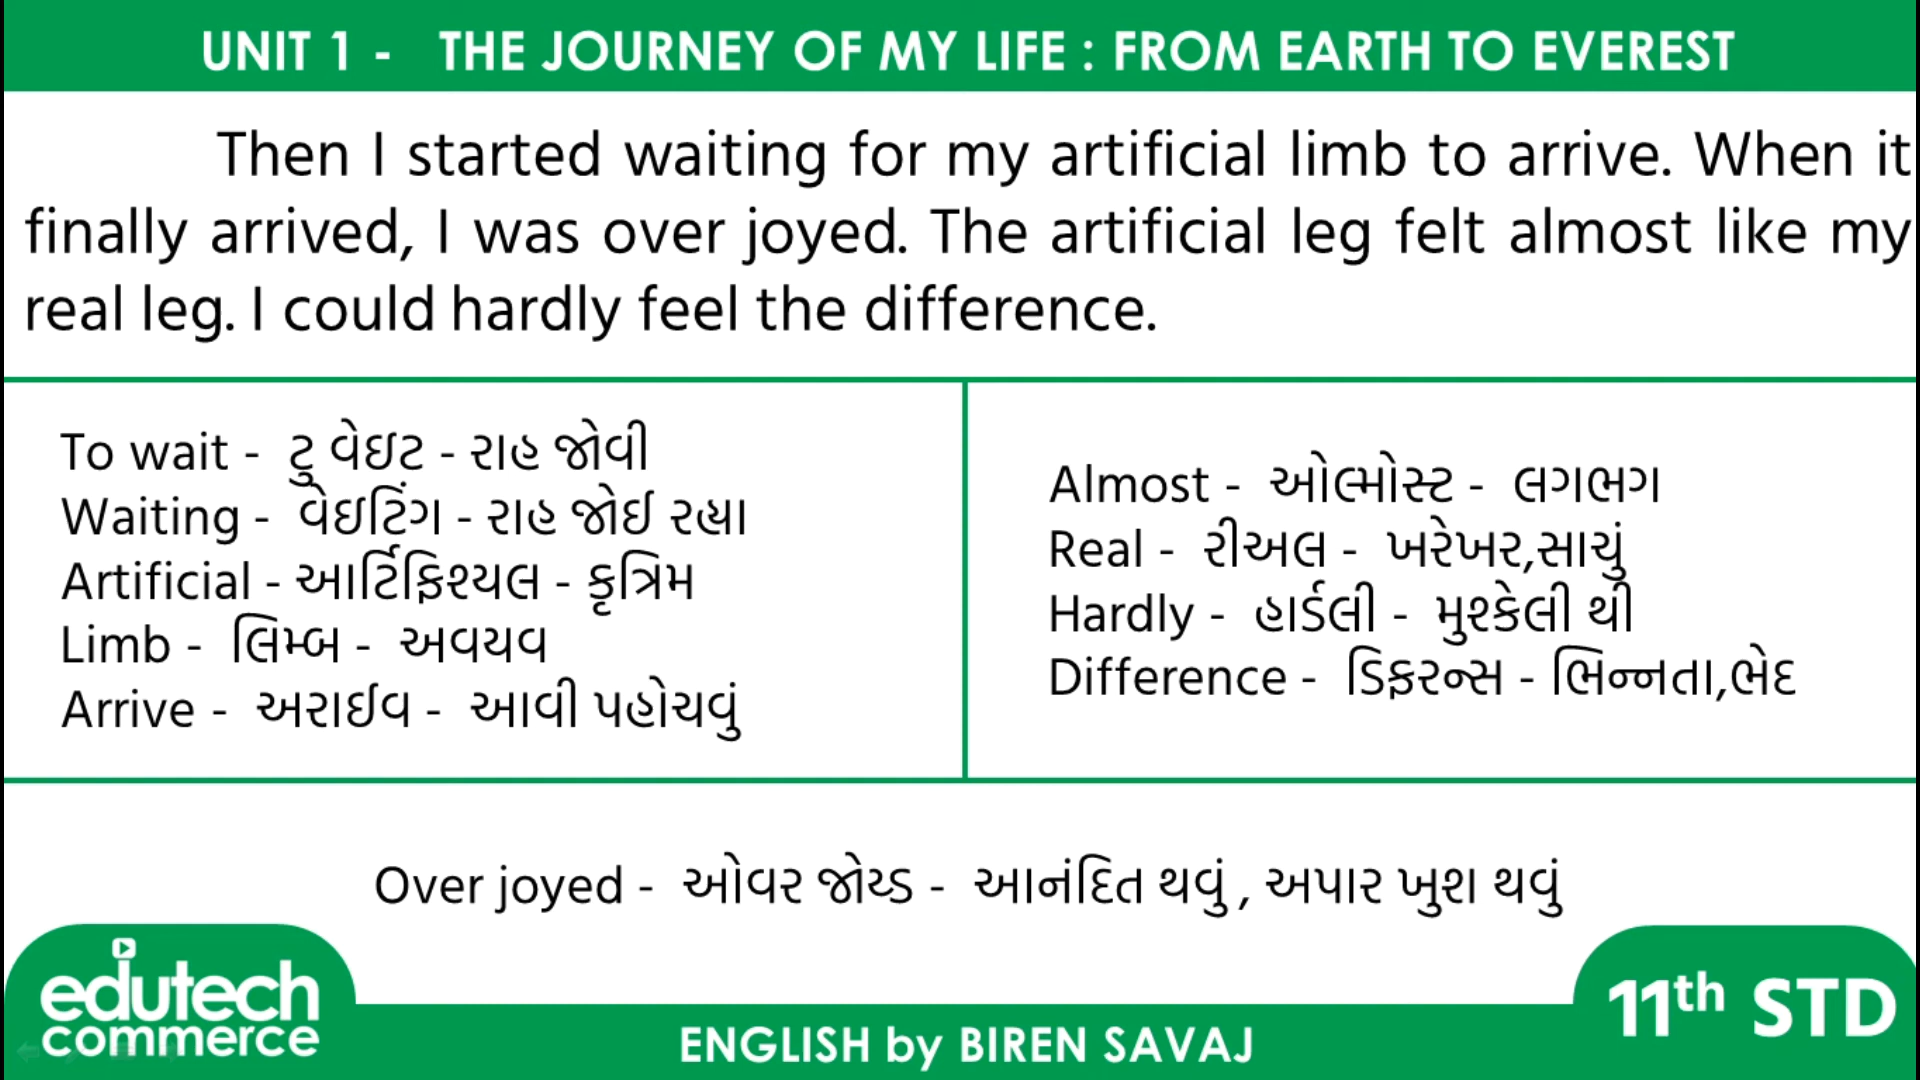 UNIT 1 - THE JOURNEY OF MY LIFE : FROM EARTH TO EVEREST
Then I started waiting for my artificial limb to arrive. When it
finally arrived, I was over joyed. The artificial leg felt almost like my
real leg. I could hardly feel the difference.
To wait - ટુ વેઇટ - રાહ જોવી
Waiting - વેઇટિંગ - રાહ જોઈ રહ્યા
Artificial - આર્ટિફિશ્યલ - કૃત્રિમ
Limb - લિમ્બ - અવયવ
Arrive - અરાઈવ - આવી પહોચવું
Almost - ઓલ્મોસ્ટ - લગભગ
Real - રીઅલ - ખરેખર,સાચું
Hardly - હાર્ડલી - મુશ્કેલી થી
Difference - ડિફરન્સ - ભિન્નતા,ભેદ
Over joyed - ઓવર જોય્ડ - આનંદિત થવું , અપાર ખુશ થવું
edutech
commerce
ENGLISH by BIREN SAVAJ
11th STD